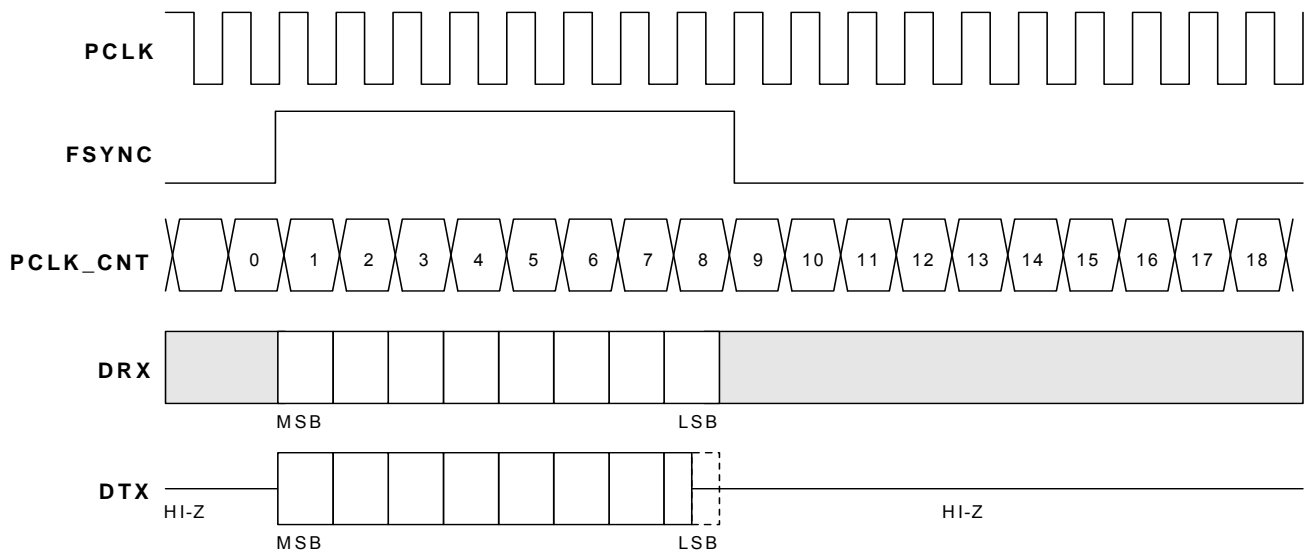 PCLK
FSYNC
PCLK_CNT 0 1 2 3 4 5 6 7 8 9 10 11 12 13 14 15 16 17 18
DRX
MSB LSB
DTX
HI-Z HI-Z
MSB LSB